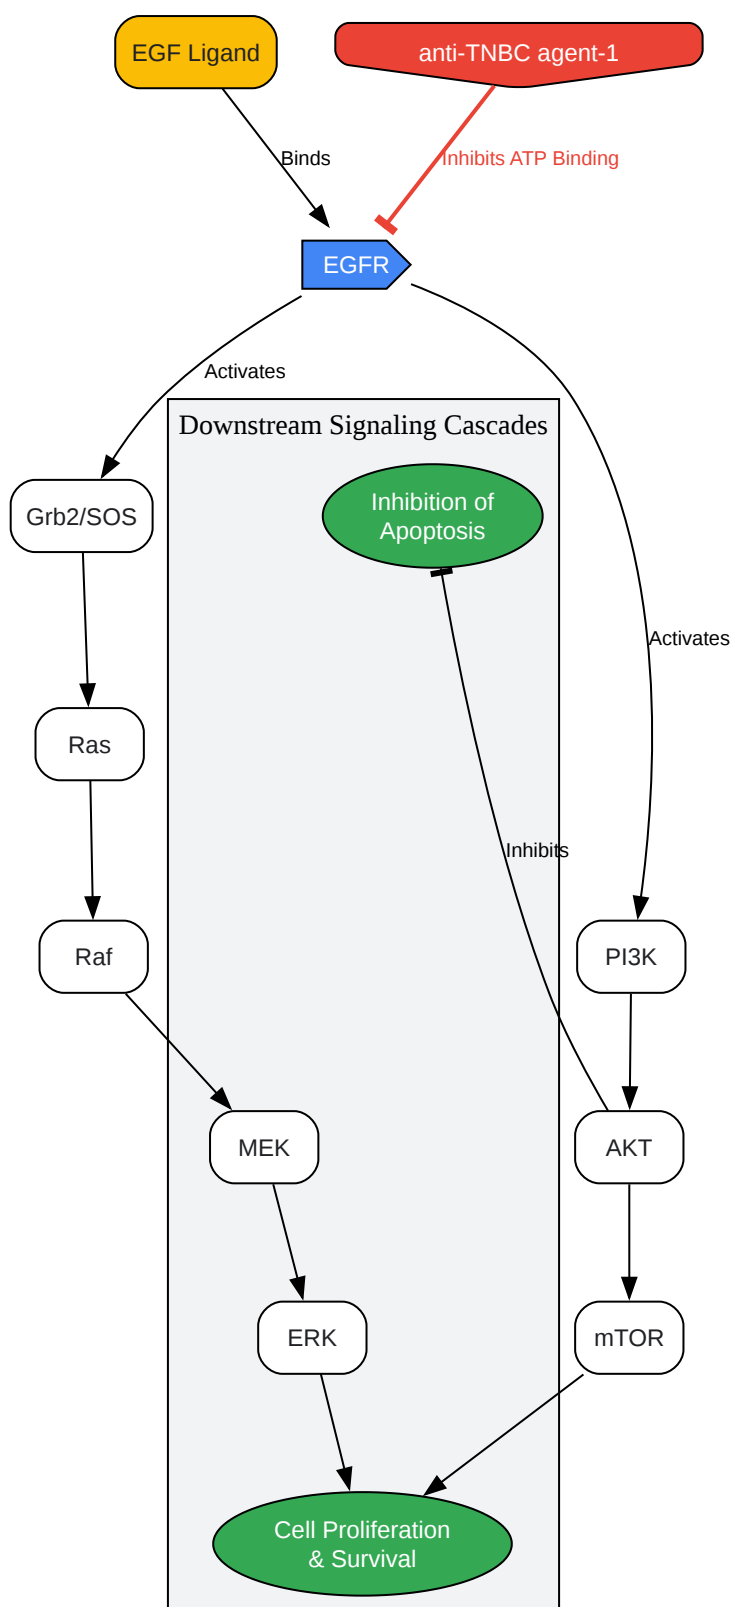 EGF Ligand
anti-TNBC agent-1
Binds
Inhibits ATP Binding
EGFR
Activates
Downstream Signaling Cascades
Grb2/SOS
Inhibition of
Apoptosis
Activates
Ras
Inhibits
Raf
PI3K
MEK
AKT
ERK
mTOR
Cell Proliferation
& Survival